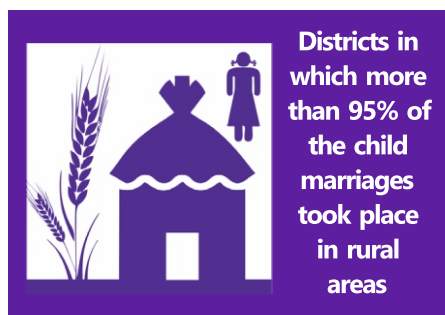 Districts in
which more
than 95% of
the child
marriages
took place
in rural
areas